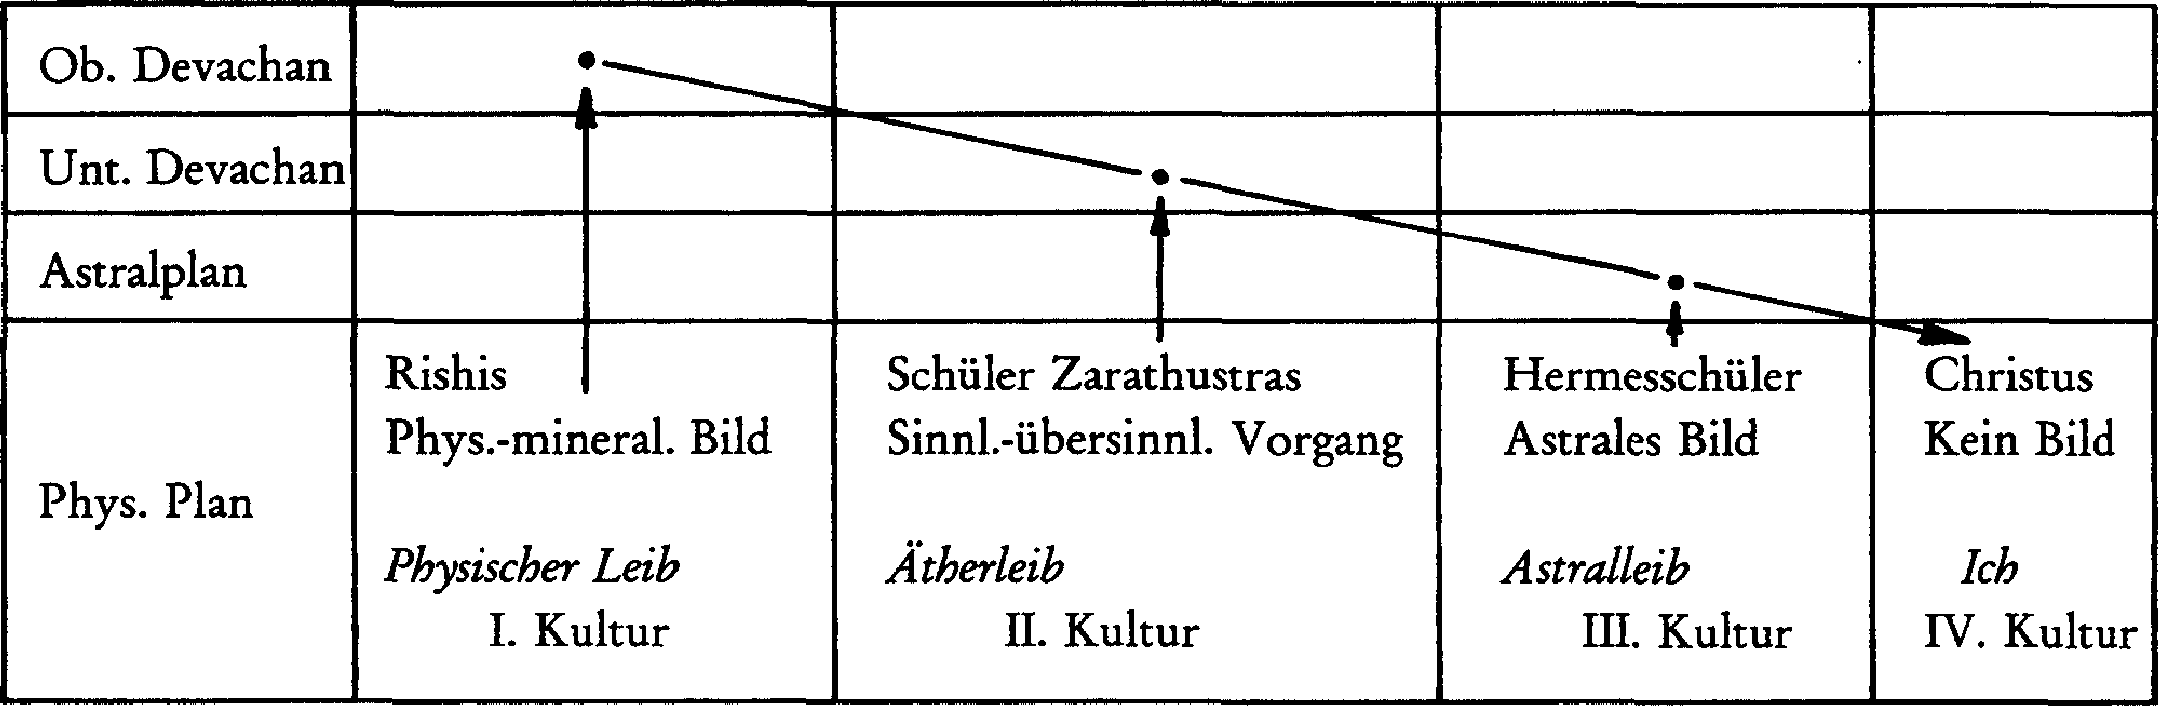 Ob. Devachan
Unt. Devachan
Astralplan
Phys. Plan
Rishis
Phys.-mineral. Bild
Physischer Leib
I. Kultur
Schüler Zarathustras
Sinnl.-übersinnl. Vorgang
Ätherleib
II. Kultur
Hermesschüler
Astrales Bild
Astralleib
III. Kultur
Christus
Kein Bild
Ich
IV. Kultur